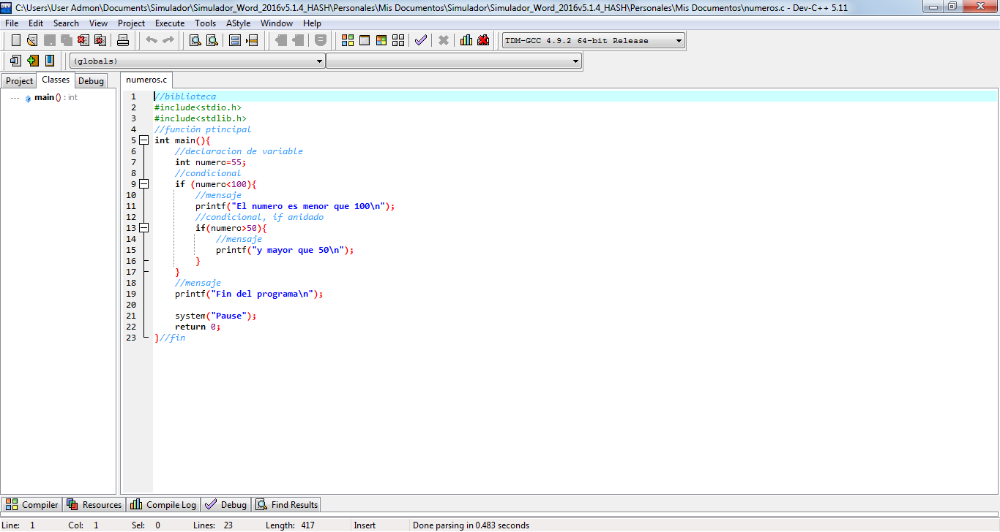 C:\Users\User Admon\Documents\Simulador\Simulador_Word_2016v5.1.4_HASH\Personales\Mis Documentos\Simulador\Simulador_Word_2016v5.1.4_HASH\Personales\Mis Documentos\numeros.c - Dev-C++ 5.11
File Edit Search View Project Execute Tools AStyle Window Help
TDM-GCC 4.9.2 64-bit Release
(globals)
Project Classes Debug numeros.c
main () : int
1 //biblioteca
2 #include<stdio.h>
3 #include<stdlib.h>
4 //función ptincipal
5 int main(){
6 //declaracion de variable
7 int numero=55;
8 //condicional
9 if (numero<100){
10 //mensaje
11 printf("El numero es menor que 100\n");
12 //condicional, if anidado
13 if(numero>50){
14 //mensaje
15 printf("y mayor que 50\n");
16 }
17 }
18 //mensaje
19 printf("Fin del programa\n");
20
21 system("Pause");
22 return 0;
23 }//fin
Compiler Resources Compile Log Debug Find Results
Line: 1 Col: 1 Sel: 0 Lines: 23 Length: 417 Insert Done parsing in 0.483 seconds